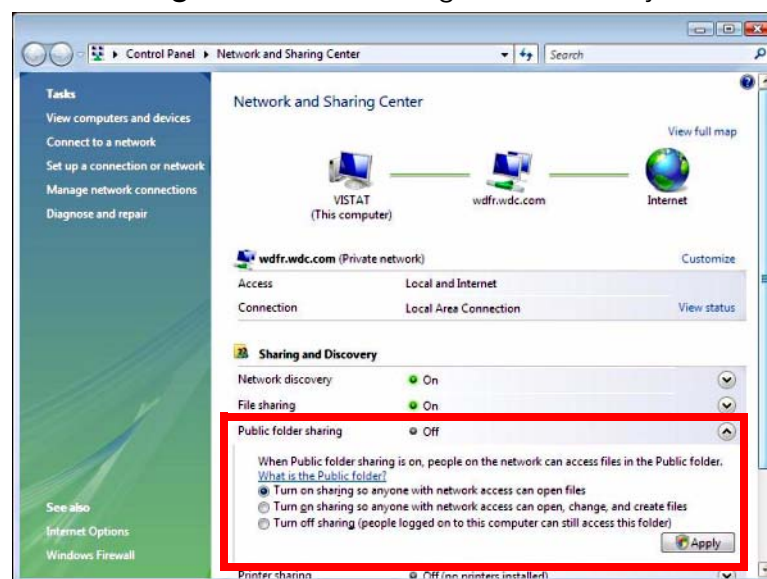 Control Panel ▸ Network and Sharing Center
Search
Tasks
View computers and devices
Connect to a network
Set up a connection or network
Manage network connections
Diagnose and repair
See also
Internet Options
Windows Firewall
Network and Sharing Center
View full map
VISTAT
(This computer)
wdfr.wdc.com
Internet
wdfr.wdc.com (Private network) Customize
Access Local and Internet
Connection Local Area Connection View status
Sharing and Discovery
Network discovery On
File sharing On
Public folder sharing Off
When Public folder sharing is on, people on the network can access files in the Public folder.
What is the Public folder?
Turn on sharing so anyone with network access can open files
Turn on sharing so anyone with network access can open, change, and create files
Turn off sharing (people logged on to this computer can still access this folder)
Apply
Printer sharing Off (no printers installed)